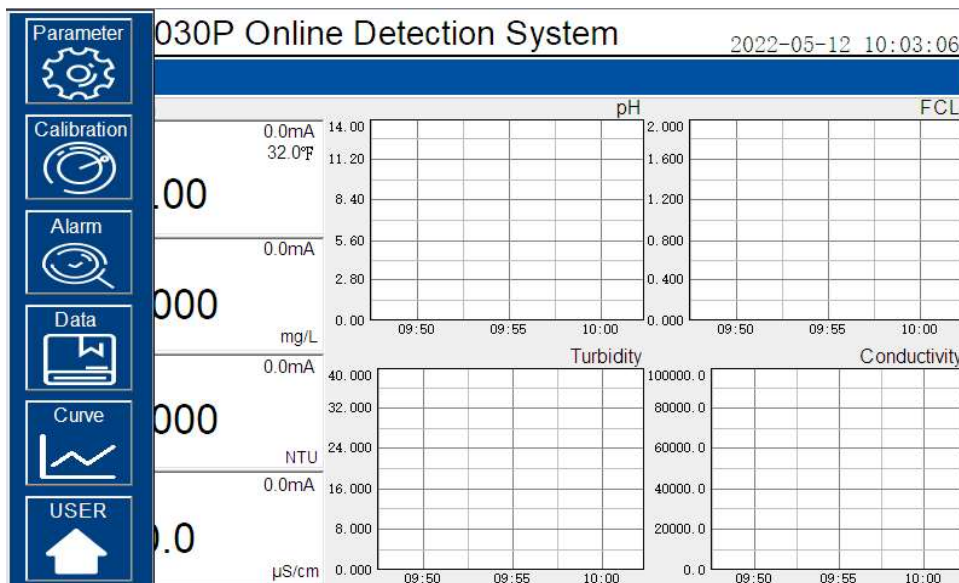 Parameter
Calibration
Alarm
Data
Curve
USER
030P Online Detection System
2022-05-12 10:03:06
0.0mA
32.0℉
.00
0.0mA
000
mg/L
0.0mA
000
NTU
0.0mA
.0
µS/cm
pH
14.00
11.20
8.40
5.60
2.80
0.00
09:50 09:55 10:00
FCL
2.000
1.600
1.200
0.800
0.400
0.000
09:50 09:55 10:00
Turbidity
40.000
32.000
24.000
16.000
8.000
0.000
09:50 09:55 10:00
Conductivity
100000.0
80000.0
60000.0
40000.0
20000.0
0.0
09:50 09:55 10:00